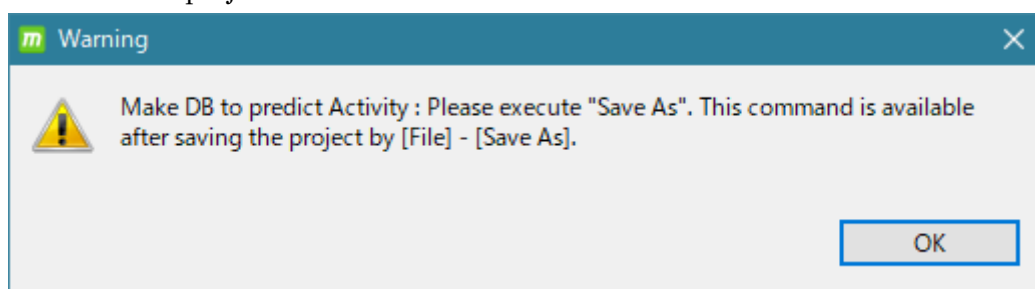 m Warning
Make DB to predict Activity : Please execute "Save As". This command is available
after saving the project by [File] - [Save As].
OK